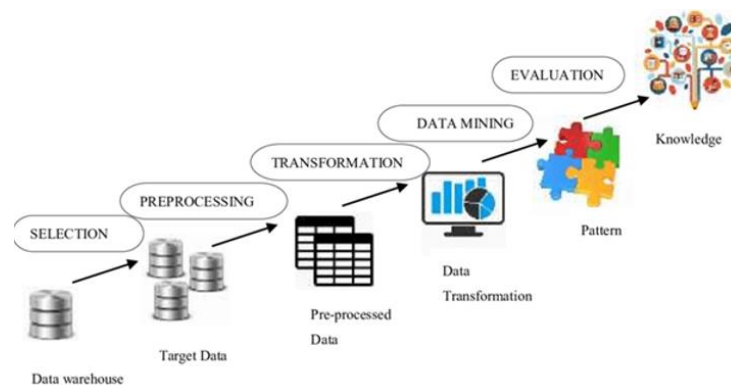 EVALUATION
Knowledge
DATA MINING
Pattern
TRANSFORMATION
Data
Transformation
PREPROCESSING
Pre-processed
Data
SELECTION
Target Data
Data warehouse